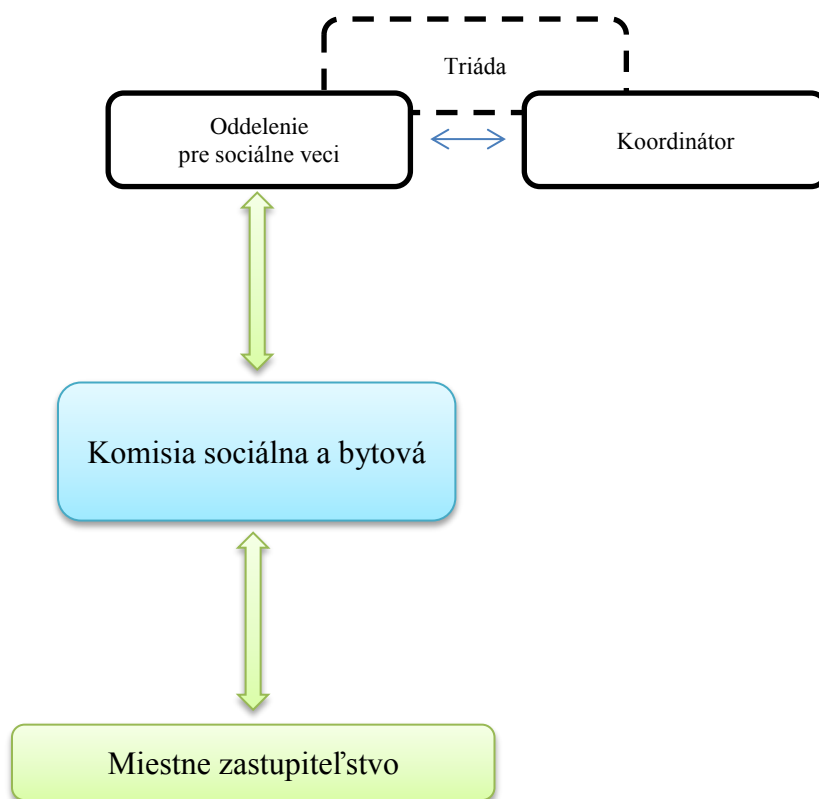 Triáda
Oddelenie
pre sociálne veci
Koordinátor
Komisia sociálna a bytová
Miestne zastupiteľstvo